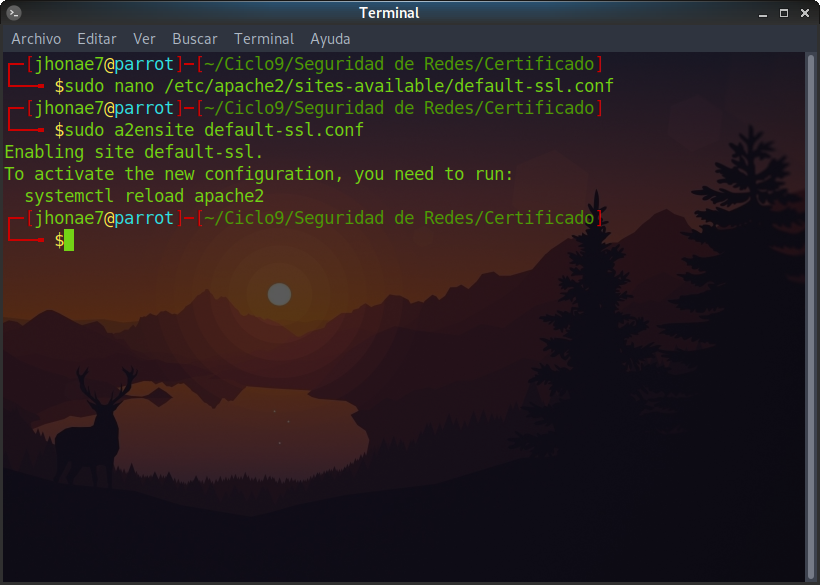 Terminal
Archivo Editar Ver Buscar Terminal Ayuda
┌─[jhonae7@parrot]─[~/Ciclo9/Seguridad de Redes/Certificado]
└──╼ $sudo nano /etc/apache2/sites-available/default-ssl.conf
┌─[jhonae7@parrot]─[~/Ciclo9/Seguridad de Redes/Certificado]
└──╼ $sudo a2ensite default-ssl.conf
Enabling site default-ssl.
To activate the new configuration, you need to run:
  systemctl reload apache2
┌─[jhonae7@parrot]─[~/Ciclo9/Seguridad de Redes/Certificado]
└──╼ $